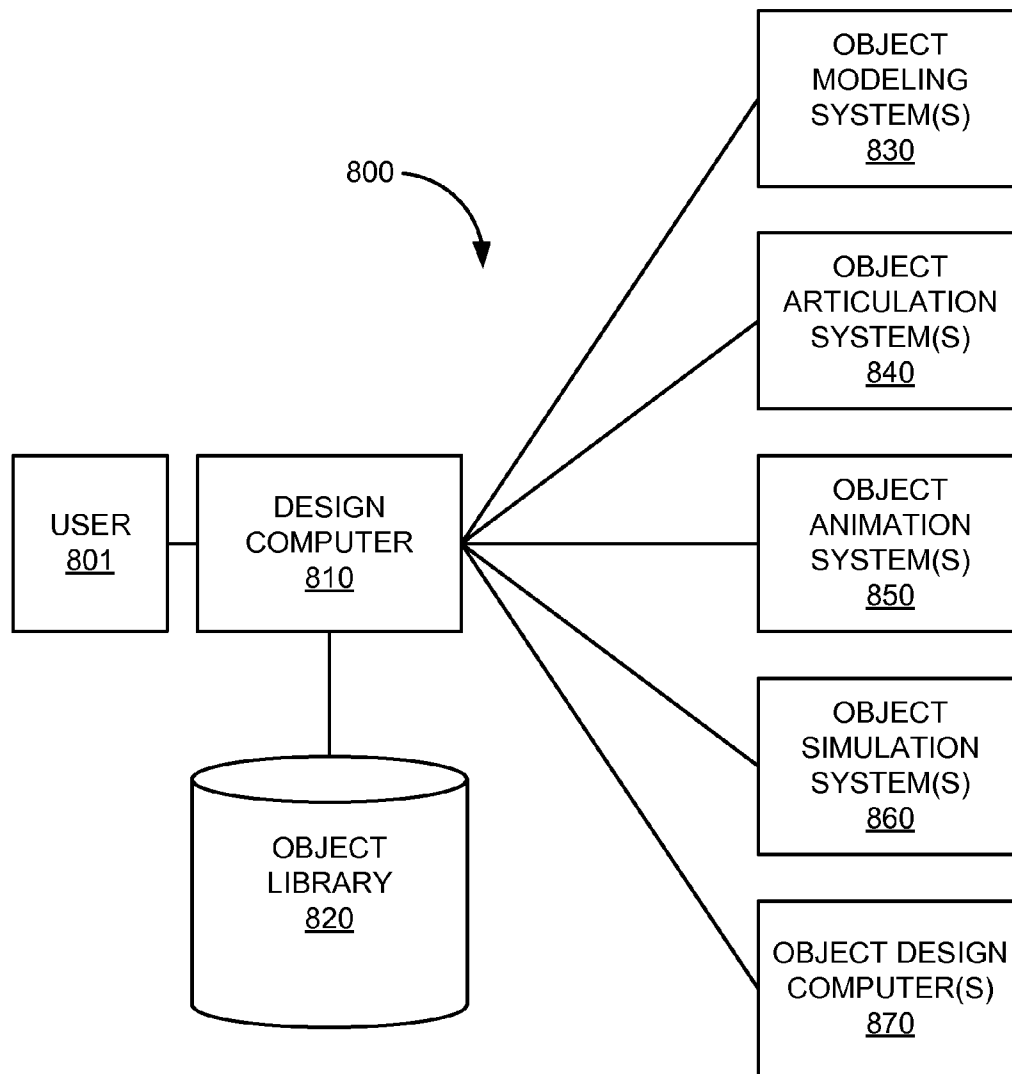 OBJECT
MODELING
SYSTEM(S)
830
800
OBJECT
ARTICULATION
SYSTEM(S)
840
USER
801
DESIGN
COMPUTER
810
OBJECT
ANIMATION
SYSTEM(S)
850
OBJECT
SIMULATION
SYSTEM(S)
860
OBJECT
LIBRARY
820
OBJECT DESIGN
COMPUTER(S)
870